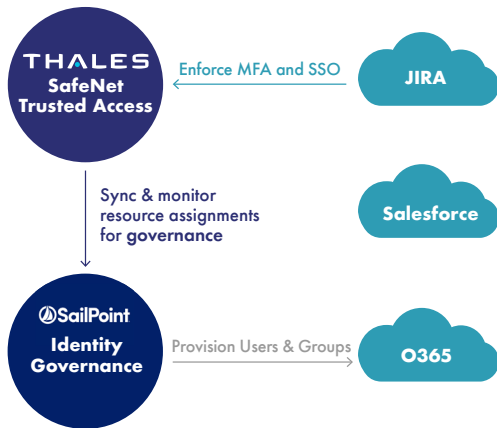 THALES
SafeNet
Trusted Access
Enforce MFA and SSO
JIRA
Sync & monitor
resource assignments
for governance
Salesforce
SailPoint
Identity
Governance
Provision Users & Groups
O365